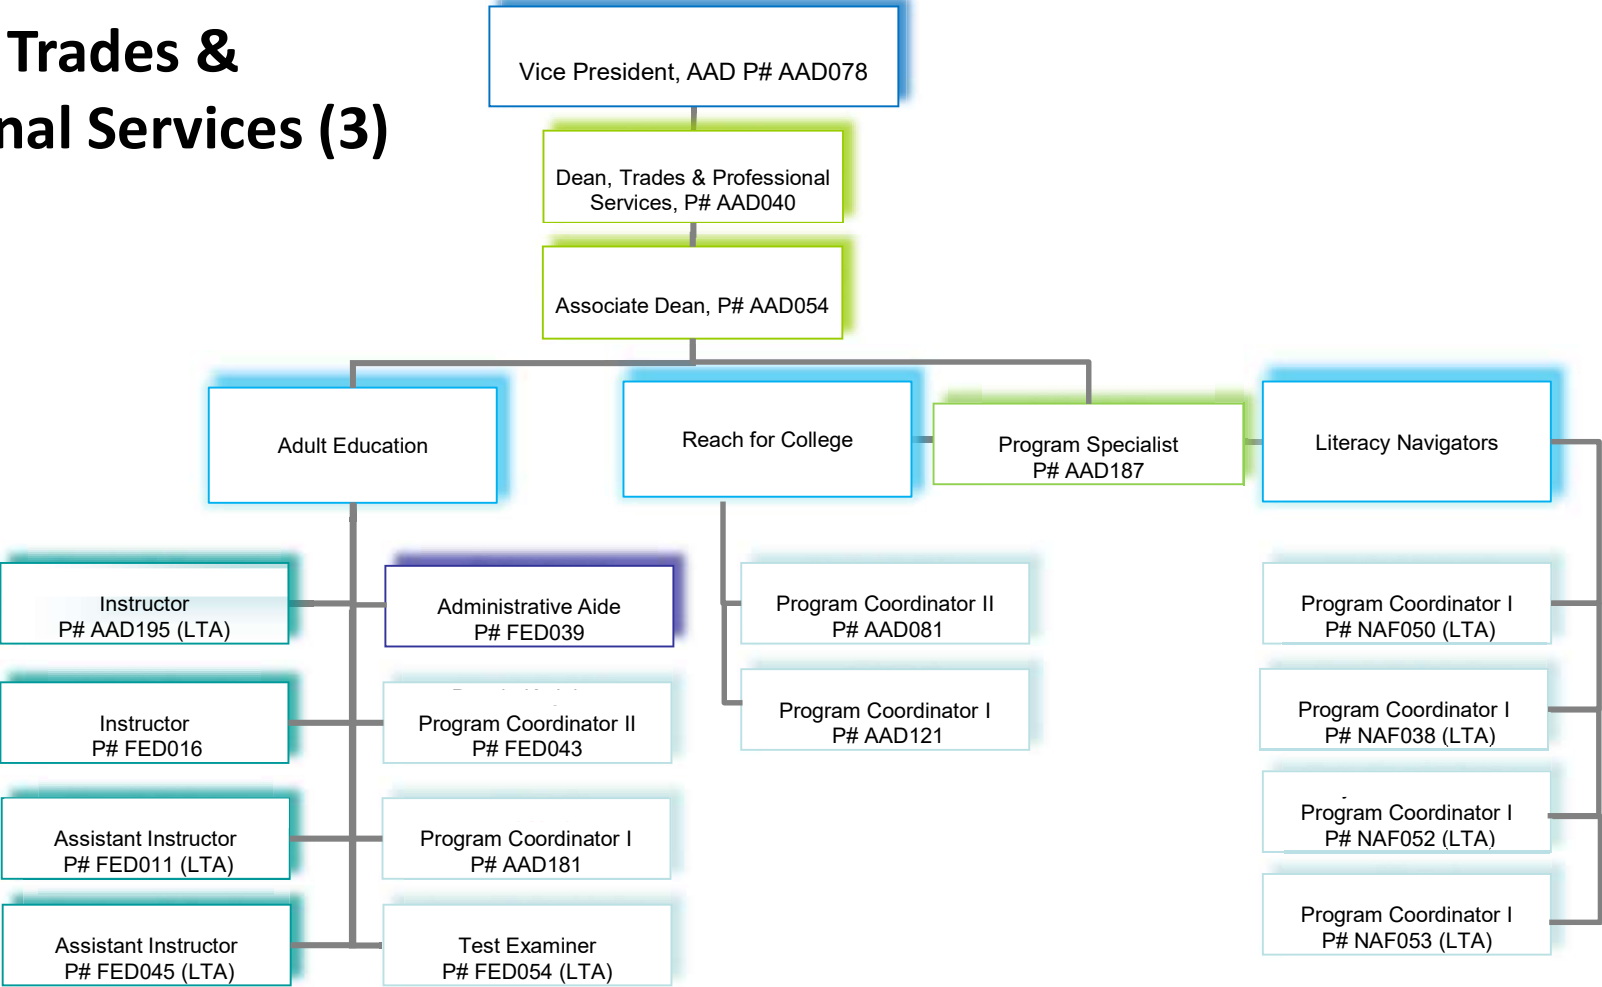 Trades &
nal Services (3)
Vice President, AAD P# AAD078
Dean, Trades & Professional
Services, P# AAD040
Associate Dean, P# AAD054
Adult Education
Reach for College
Program Specialist
P# AAD187
Literacy Navigators
Instructor
P# AAD195 (LTA)
Administrative Aide
P# FED039
Instructor
P# FED016
Program Coordinator II
P# FED043
Assistant Instructor
P# FED011 (LTA)
Program Coordinator I
P# AAD181
Assistant Instructor
P# FED045 (LTA)
Test Examiner
P# FED054 (LTA)
Program Coordinator II
P# AAD081
Program Coordinator I
P# AAD121
Program Coordinator I
P# NAF050 (LTA)
Program Coordinator I
P# NAF038 (LTA)
Program Coordinator I
P# NAF052 (LTA)
Program Coordinator I
P# NAF053 (LTA)